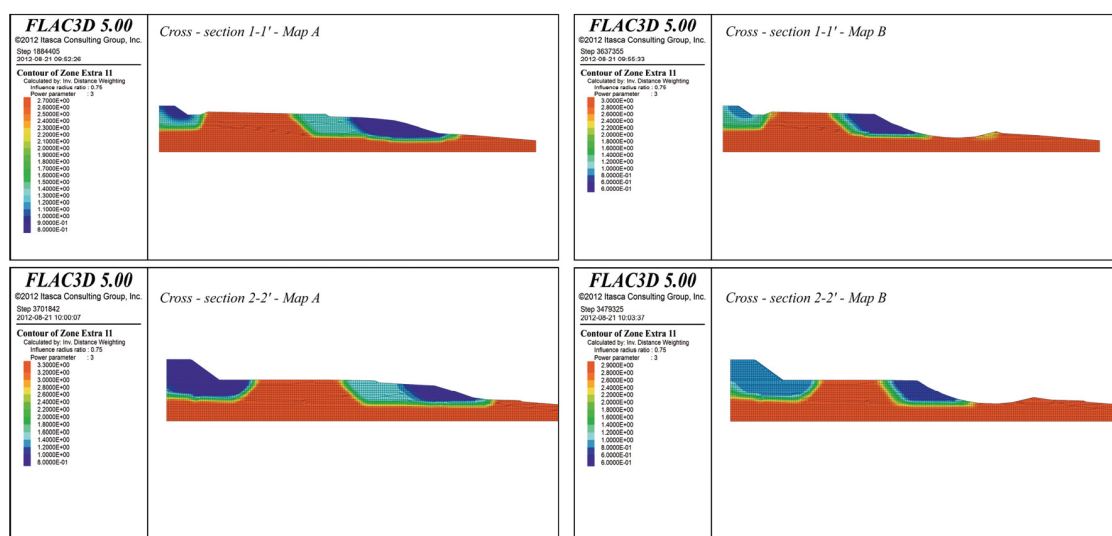 FLAC3D 5.00
©2012 Itasca Consulting Group, Inc.
Step 1884405
2012-08-21 09:52:26
Contour of Zone Extra 11
Calculated by: Inv. Distance Weighting
Influence radius ratio : 0.75
Power parameter : 3
2.7000E+00
2.6000E+00
2.5000E+00
2.4000E+00
2.3000E+00
2.2000E+00
2.1000E+00
2.0000E+00
1.9000E+00
1.8000E+00
1.7000E+00
1.6000E+00
1.5000E+00
1.4000E+00
1.3000E+00
1.2000E+00
1.1000E+00
1.0000E+00
9.0000E-01
8.0000E-01
Cross - section 1-1' - Map A
FLAC3D 5.00
©2012 Itasca Consulting Group, Inc.
Step 3637355
2012-08-21 09:55:33
Contour of Zone Extra 11
Calculated by: Inv. Distance Weighting
Influence radius ratio : 0.75
Power parameter : 3
3.0000E+00
2.8000E+00
2.6000E+00
2.4000E+00
2.2000E+00
2.0000E+00
1.8000E+00
1.6000E+00
1.4000E+00
1.2000E+00
1.0000E+00
8.0000E-01
6.0000E-01
Cross - section 1-1' - Map B
FLAC3D 5.00
©2012 Itasca Consulting Group, Inc.
Step 3701842
2012-08-21 10:00:07
Contour of Zone Extra 11
Calculated by: Inv. Distance Weighting
Influence radius ratio : 0.75
Power parameter : 3
3.3000E+00
3.2000E+00
3.0000E+00
2.8000E+00
2.6000E+00
2.4000E+00
2.2000E+00
2.0000E+00
1.8000E+00
1.6000E+00
1.4000E+00
1.2000E+00
1.0000E+00
8.0000E-01
Cross - section 2-2' - Map A
FLAC3D 5.00
©2012 Itasca Consulting Group, Inc.
Step 3479325
2012-08-21 10:03:37
Contour of Zone Extra 11
Calculated by: Inv. Distance Weighting
Influence radius ratio : 0.75
Power parameter : 3
2.9000E+00
2.8000E+00
2.6000E+00
2.4000E+00
2.2000E+00
2.0000E+00
1.8000E+00
1.6000E+00
1.4000E+00
1.2000E+00
1.0000E+00
8.0000E-01
6.0000E-01
Cross - section 2-2' - Map B